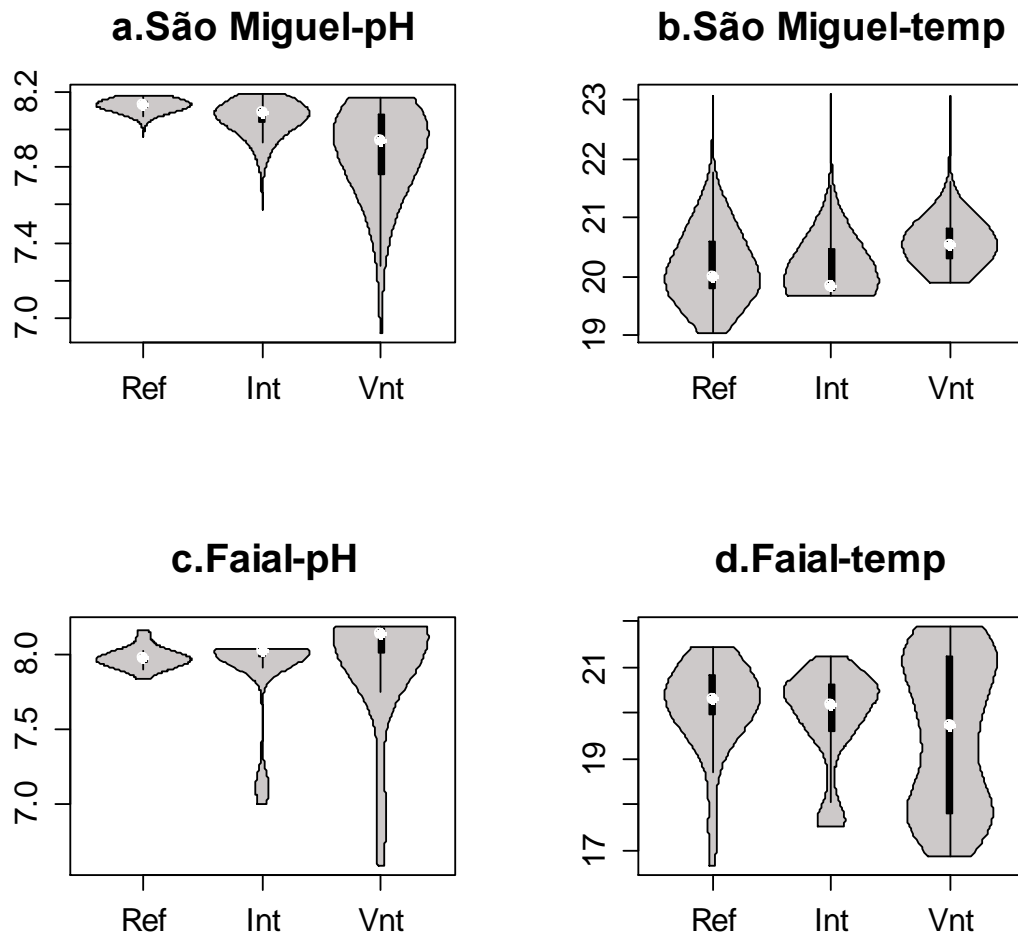 a.São Miguel-pH
8.2
7.8
7.4
7.0
Ref Int Vnt
b.São Miguel-temp
23
22
21
20
19
Ref Int Vnt
c.Faial-pH
8.0
7.5
7.0
Ref Int Vnt
d.Faial-temp
21
19
17
Ref Int Vnt